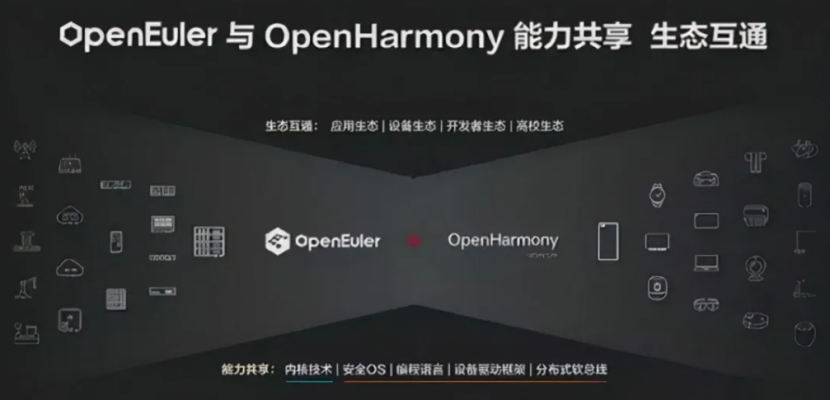 OpenEuler 与 OpenHarmony 能力共享 生态互通
生态互通： 应用生态 | 设备生态 | 开发者生态 | 高校生态
OpenEuler
OpenHarmony
能力共享： 内核技术 | 安全OS | 编程语言 | 设备驱动框架 | 分布式软总线